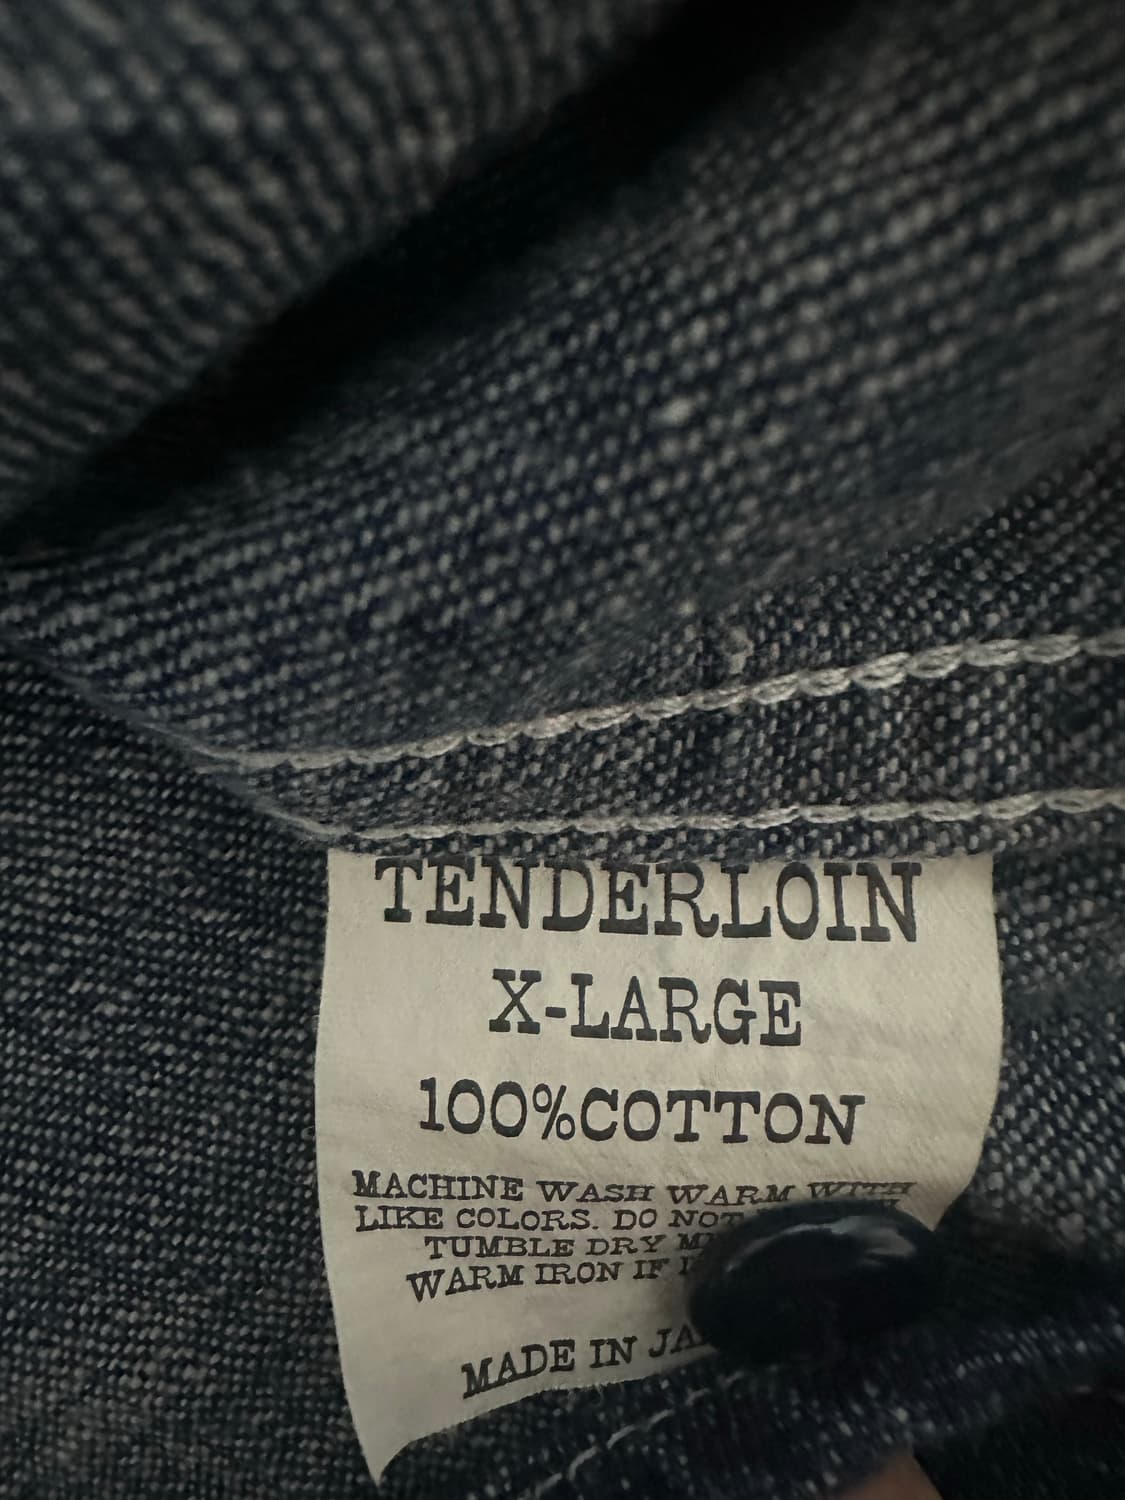 TENDERLOIN
X-LARGE
100%COTTON
MACHINE WASH WARM WITH
LIKE COLORS. DO NOT
TUMBLE DRY
WARM IRON IF
MADE IN